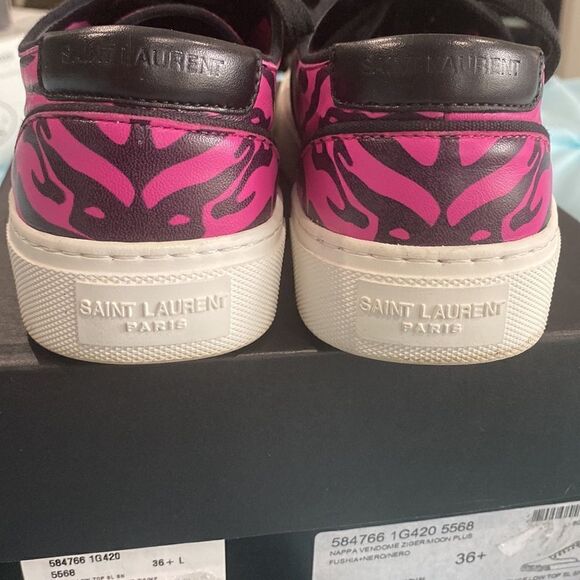 SAINT LAURENT
SAINT LAURENT
SAINT LAURENT
PARIS
SAINT LAURENT
PARIS
584766 1G420
5568
36+ L
584766 1G420 5568
NAPPA VENDOME ZIGER/MOON PLUS
FUSHIA+NERO/NERO
36+